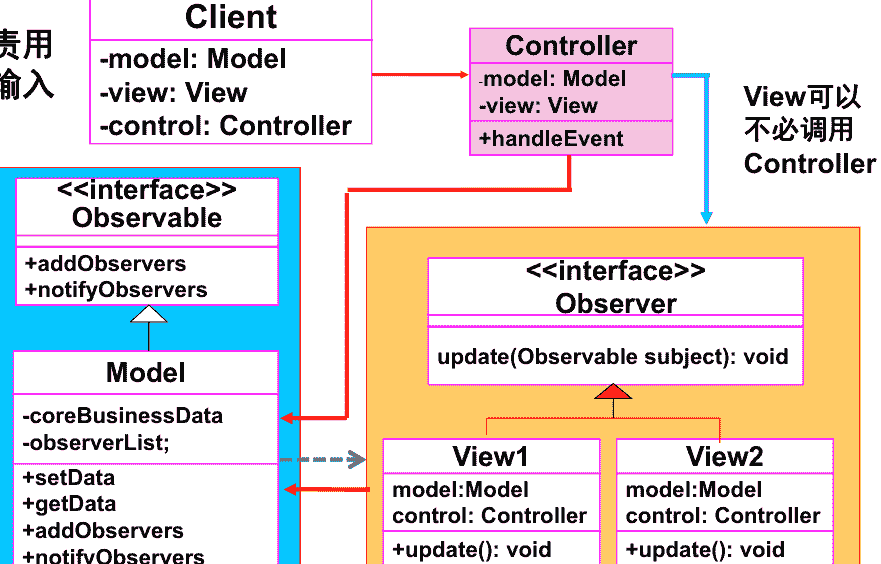 Client
-model: Model
-view: View
-control: Controller
责用
输入
Controller
-model: Model
-view: View
+handleEvent
View可以
不必调用
Controller
<<interface>>
Observable
+addObservers
+notifyObservers
Model
-coreBusinessData
-observerList;
+setData
+getData
+addObservers
+notifyObservers
<<interface>>
Observer
update(Observable subject): void
View1
model:Model
control: Controller
+update(): void
View2
model:Model
control: Controller
+update(): void